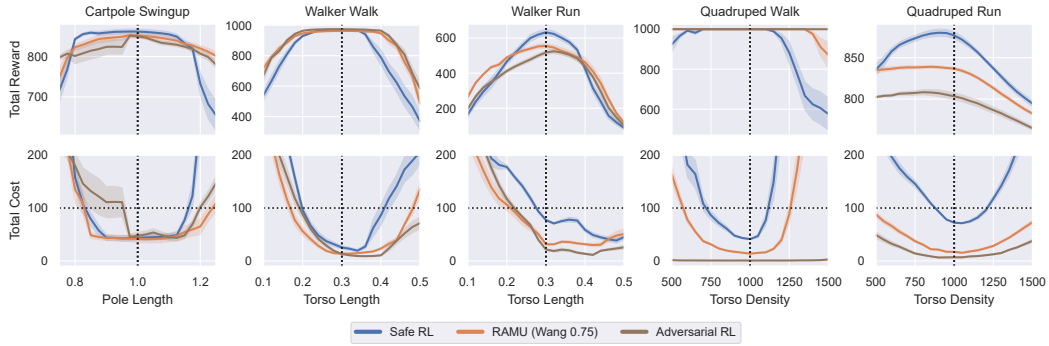 Cartpole Swingup
Walker Walk
Walker Run
Quadruped Walk
Quadruped Run
Total Reward
800
700
1000
800
600
400
600
400
200
1000
800
600
850
800
Total Cost
200
100
0
200
100
0
200
100
0
200
100
0
200
100
0
0.8 1.0 1.2
0.1 0.2 0.3 0.4 0.5
0.1 0.2 0.3 0.4 0.5
500 750 1000 1250 1500
500 750 1000 1250 1500
Pole Length
Torso Length
Torso Length
Torso Density
Torso Density
Safe RL RAMU (Wang 0.75) Adversarial RL